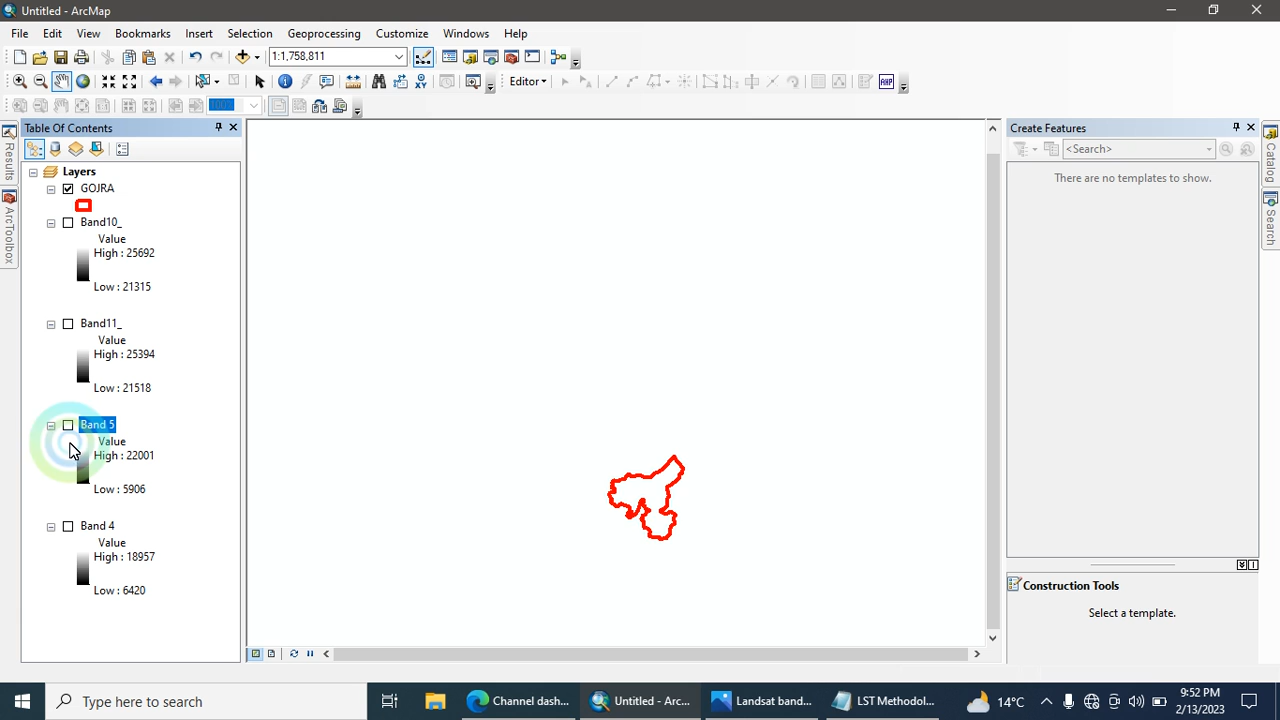 Untitled - ArcMap
File Edit View Bookmarks Insert Selection Geoprocessing Customize Windows Help
1:1,758,811
Editor
AHP
Table Of Contents
Create Features
<Search>
There are no templates to show.
Results
ArcToolbox
Catalog
Search
Layers
GOJRA
Band10_
Value
High : 25692
Low : 21315
Band11_
Value
High : 25394
Low : 21518
Band 5
Value
High : 22001
Low : 5906
Band 4
Value
High : 18957
Low : 6420
Construction Tools
Select a template.
Type here to search
Channel dash...
Untitled - Arc...
Landsat band...
LST Methodol...
14°C
9:52 PM
2/13/2023